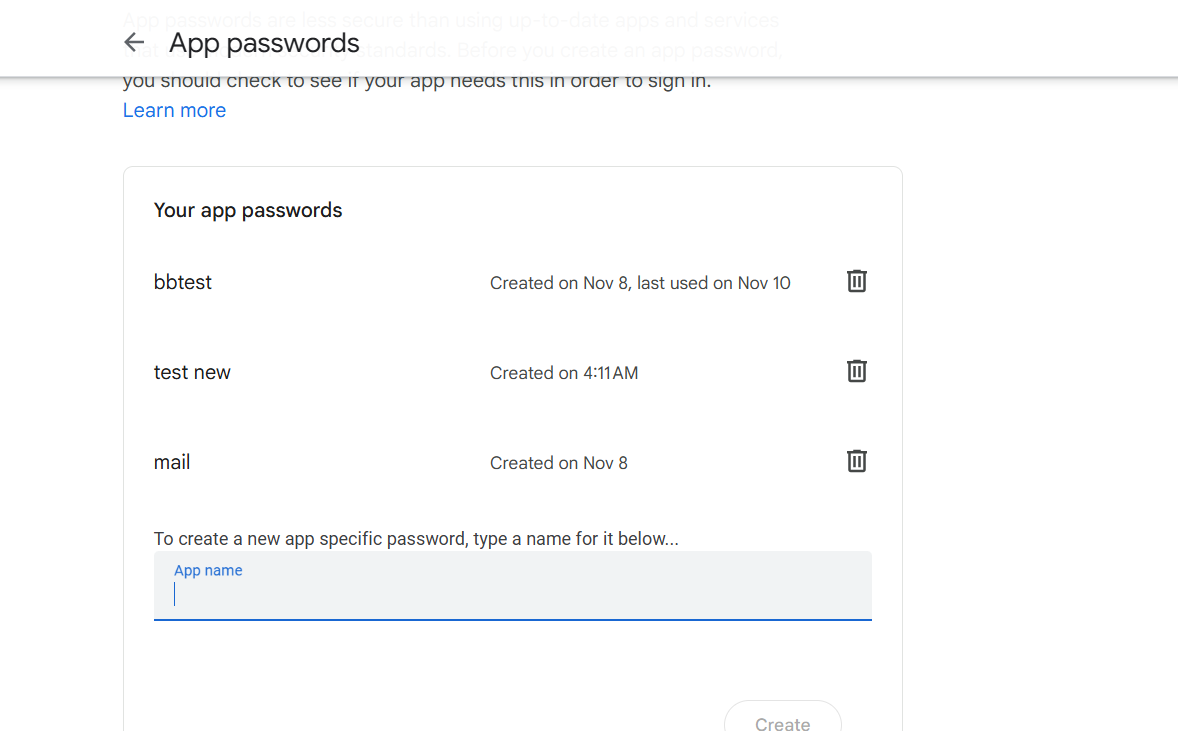 App passwords are less secure than using up-to-date apps and services
App passwords
that standards. Before you create an app password,
you should check to see if your app needs this in order to sign in.
Learn more
Your app passwords
bbtest
Created on Nov 8, last used on Nov 10
test new
Created on 4:11 AM
mail
Created on Nov 8
To create a new app specific password, type a name for it below...
App name
Create